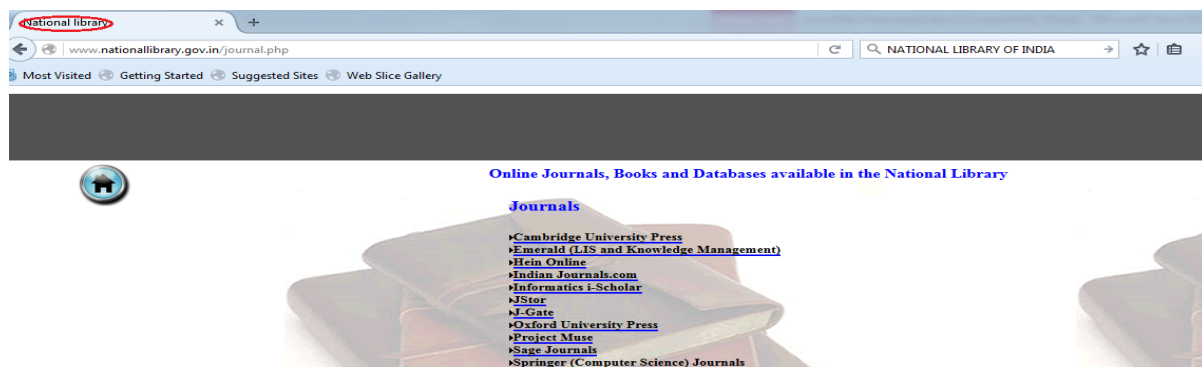 National library × +
www.nationallibrary.gov.in/journal.php NATIONAL LIBRARY OF INDIA
Most Visited Getting Started Suggested Sites Web Slice Gallery
Online Journals, Books and Databases available in the National Library
Journals
Cambridge University Press
Emerald (LIS and Knowledge Management)
Hein Online
Indian Journals.com
Informatics i-Scholar
JStor
J-Gate
Oxford University Press
Project Muse
Sage Journals
Springer (Computer Science) Journals